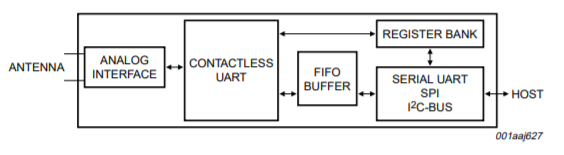 ANTENNA
ANALOG
INTERFACE
CONTACTLESS
UART
FIFO
BUFFER
REGISTER BANK
SERIAL UART
SPI
I²C-BUS
HOST
001aaj627